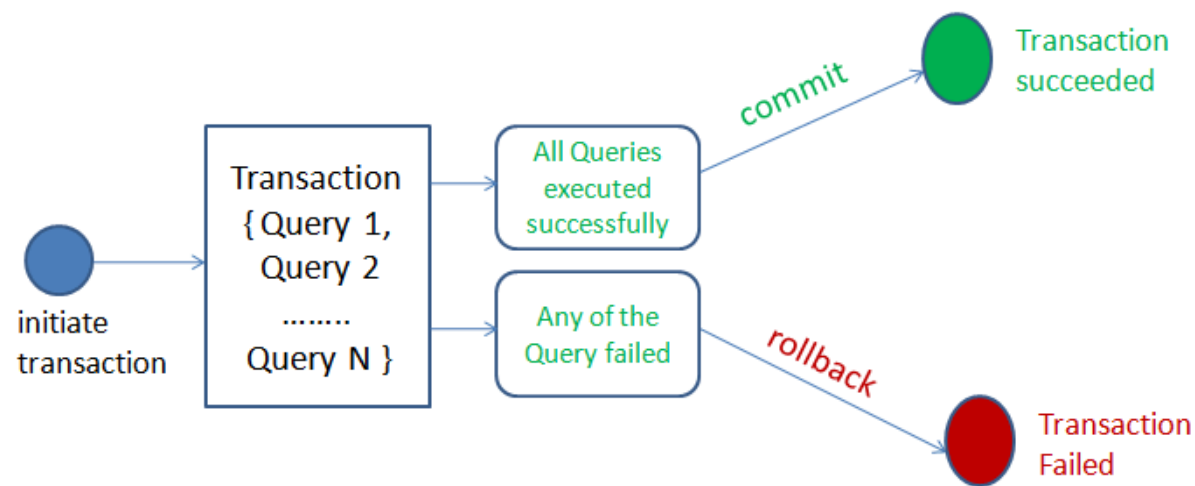 initiate
transaction
Transaction
{ Query 1,
Query 2
........
Query N }
All Queries
executed
successfully
Any of the
Query failed
commit
rollback
Transaction
succeeded
Transaction
Failed